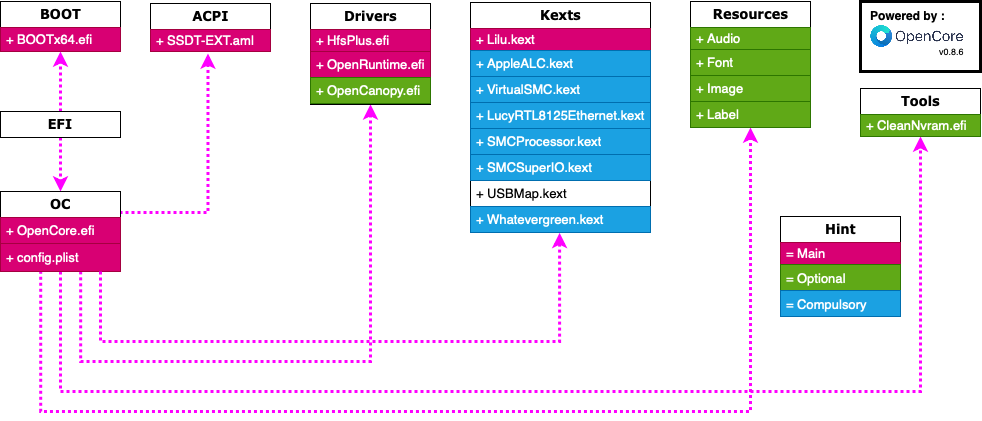 BOOT
+ BOOTx64.efi
ACPI
+ SSDT-EXT.aml
Drivers
+ HfsPlus.efi
+ OpenRuntime.efi
+ OpenCanopy.efi
Kexts
+ Lilu.kext
+ AppleALC.kext
+ VirtualSMC.kext
+ LucyRTL8125Ethernet.kext
+ SMCProcessor.kext
+ SMCSuperIO.kext
+ USBMap.kext
+ Whatevergreen.kext
Resources
+ Audio
+ Font
+ Image
+ Label
Powered by :
OpenCore
v0.8.6
Tools
+ CleanNvram.efi
EFI
OC
+ OpenCore.efi
+ config.plist
Hint
= Main
= Optional
= Compulsory